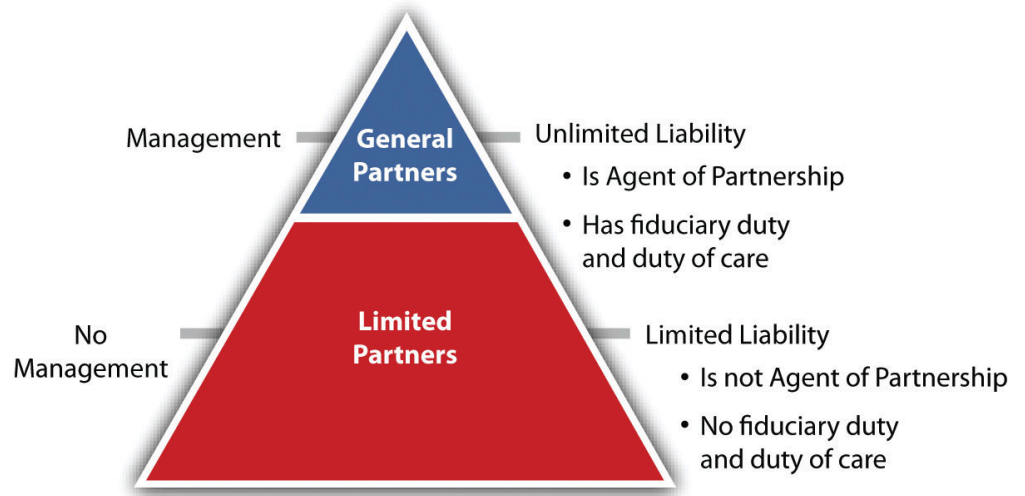 Management
General
Partners
Unlimited Liability
• Is Agent of Partnership
• Has fiduciary duty
and duty of care
No
Management
Limited
Partners
Limited Liability
• Is not Agent of Partnership
• No fiduciary duty
and duty of care